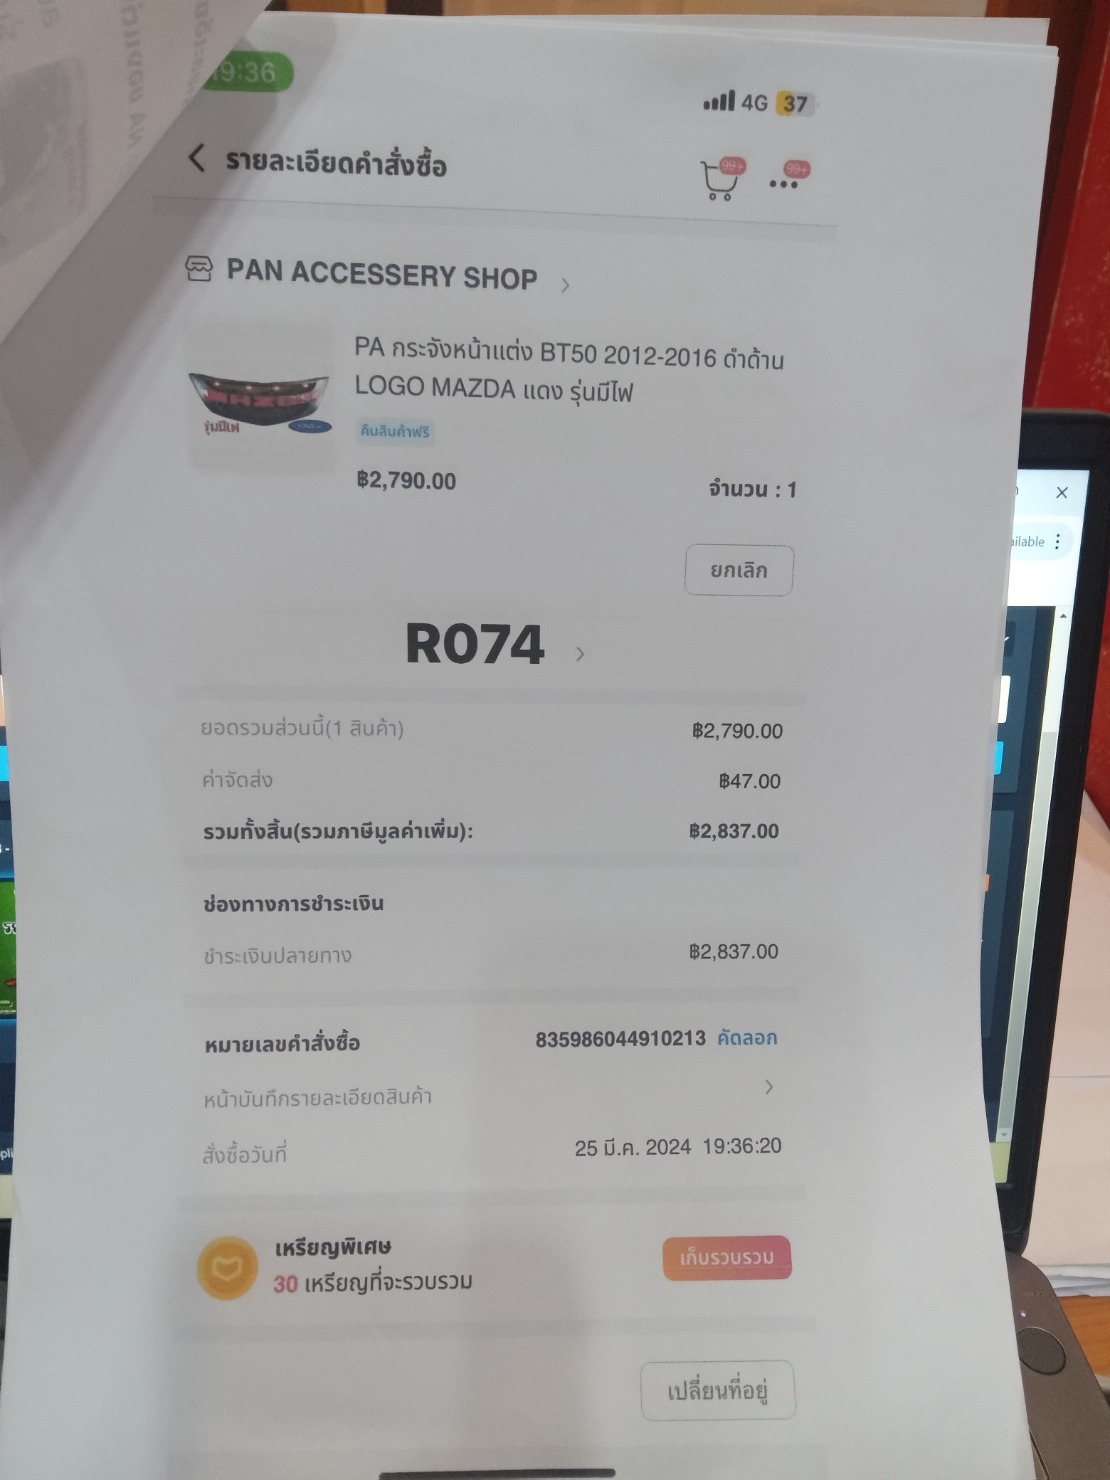 19:36
4G 37
รายละเอียดคำสั่งซื้อ
99+
99+
PAN ACCESSERY SHOP
PA กระจังหน้าแต่ง BT50 2012-2016 ดำด้าน
LOGO MAZDA แดง รุ่นมีไฟ
MAZDA
รุ่นมีไฟ
คืนสินค้าฟรี
฿2,790.00
จำนวน : 1
ยกเลิก
R074
ยอดรวมส่วนนี้(1 สินค้า)
฿2,790.00
ค่าจัดส่ง
฿47.00
รวมทั้งสิ้น(รวมภาษีมูลค่าเพิ่ม):
฿2,837.00
ช่องทางการชำระเงิน
ชำระเงินปลายทาง
฿2,837.00
หมายเลขคำสั่งซื้อ
835986044910213 คัดลอก
หน้าบันทึกรายละเอียดสินค้า
สั่งซื้อวันที่
25 มี.ค. 2024 19:36:20
เหรียญพิเศษ
30 เหรียญที่จะรวบรวม
เก็บรวบรวม
เปลี่ยนที่อยู่